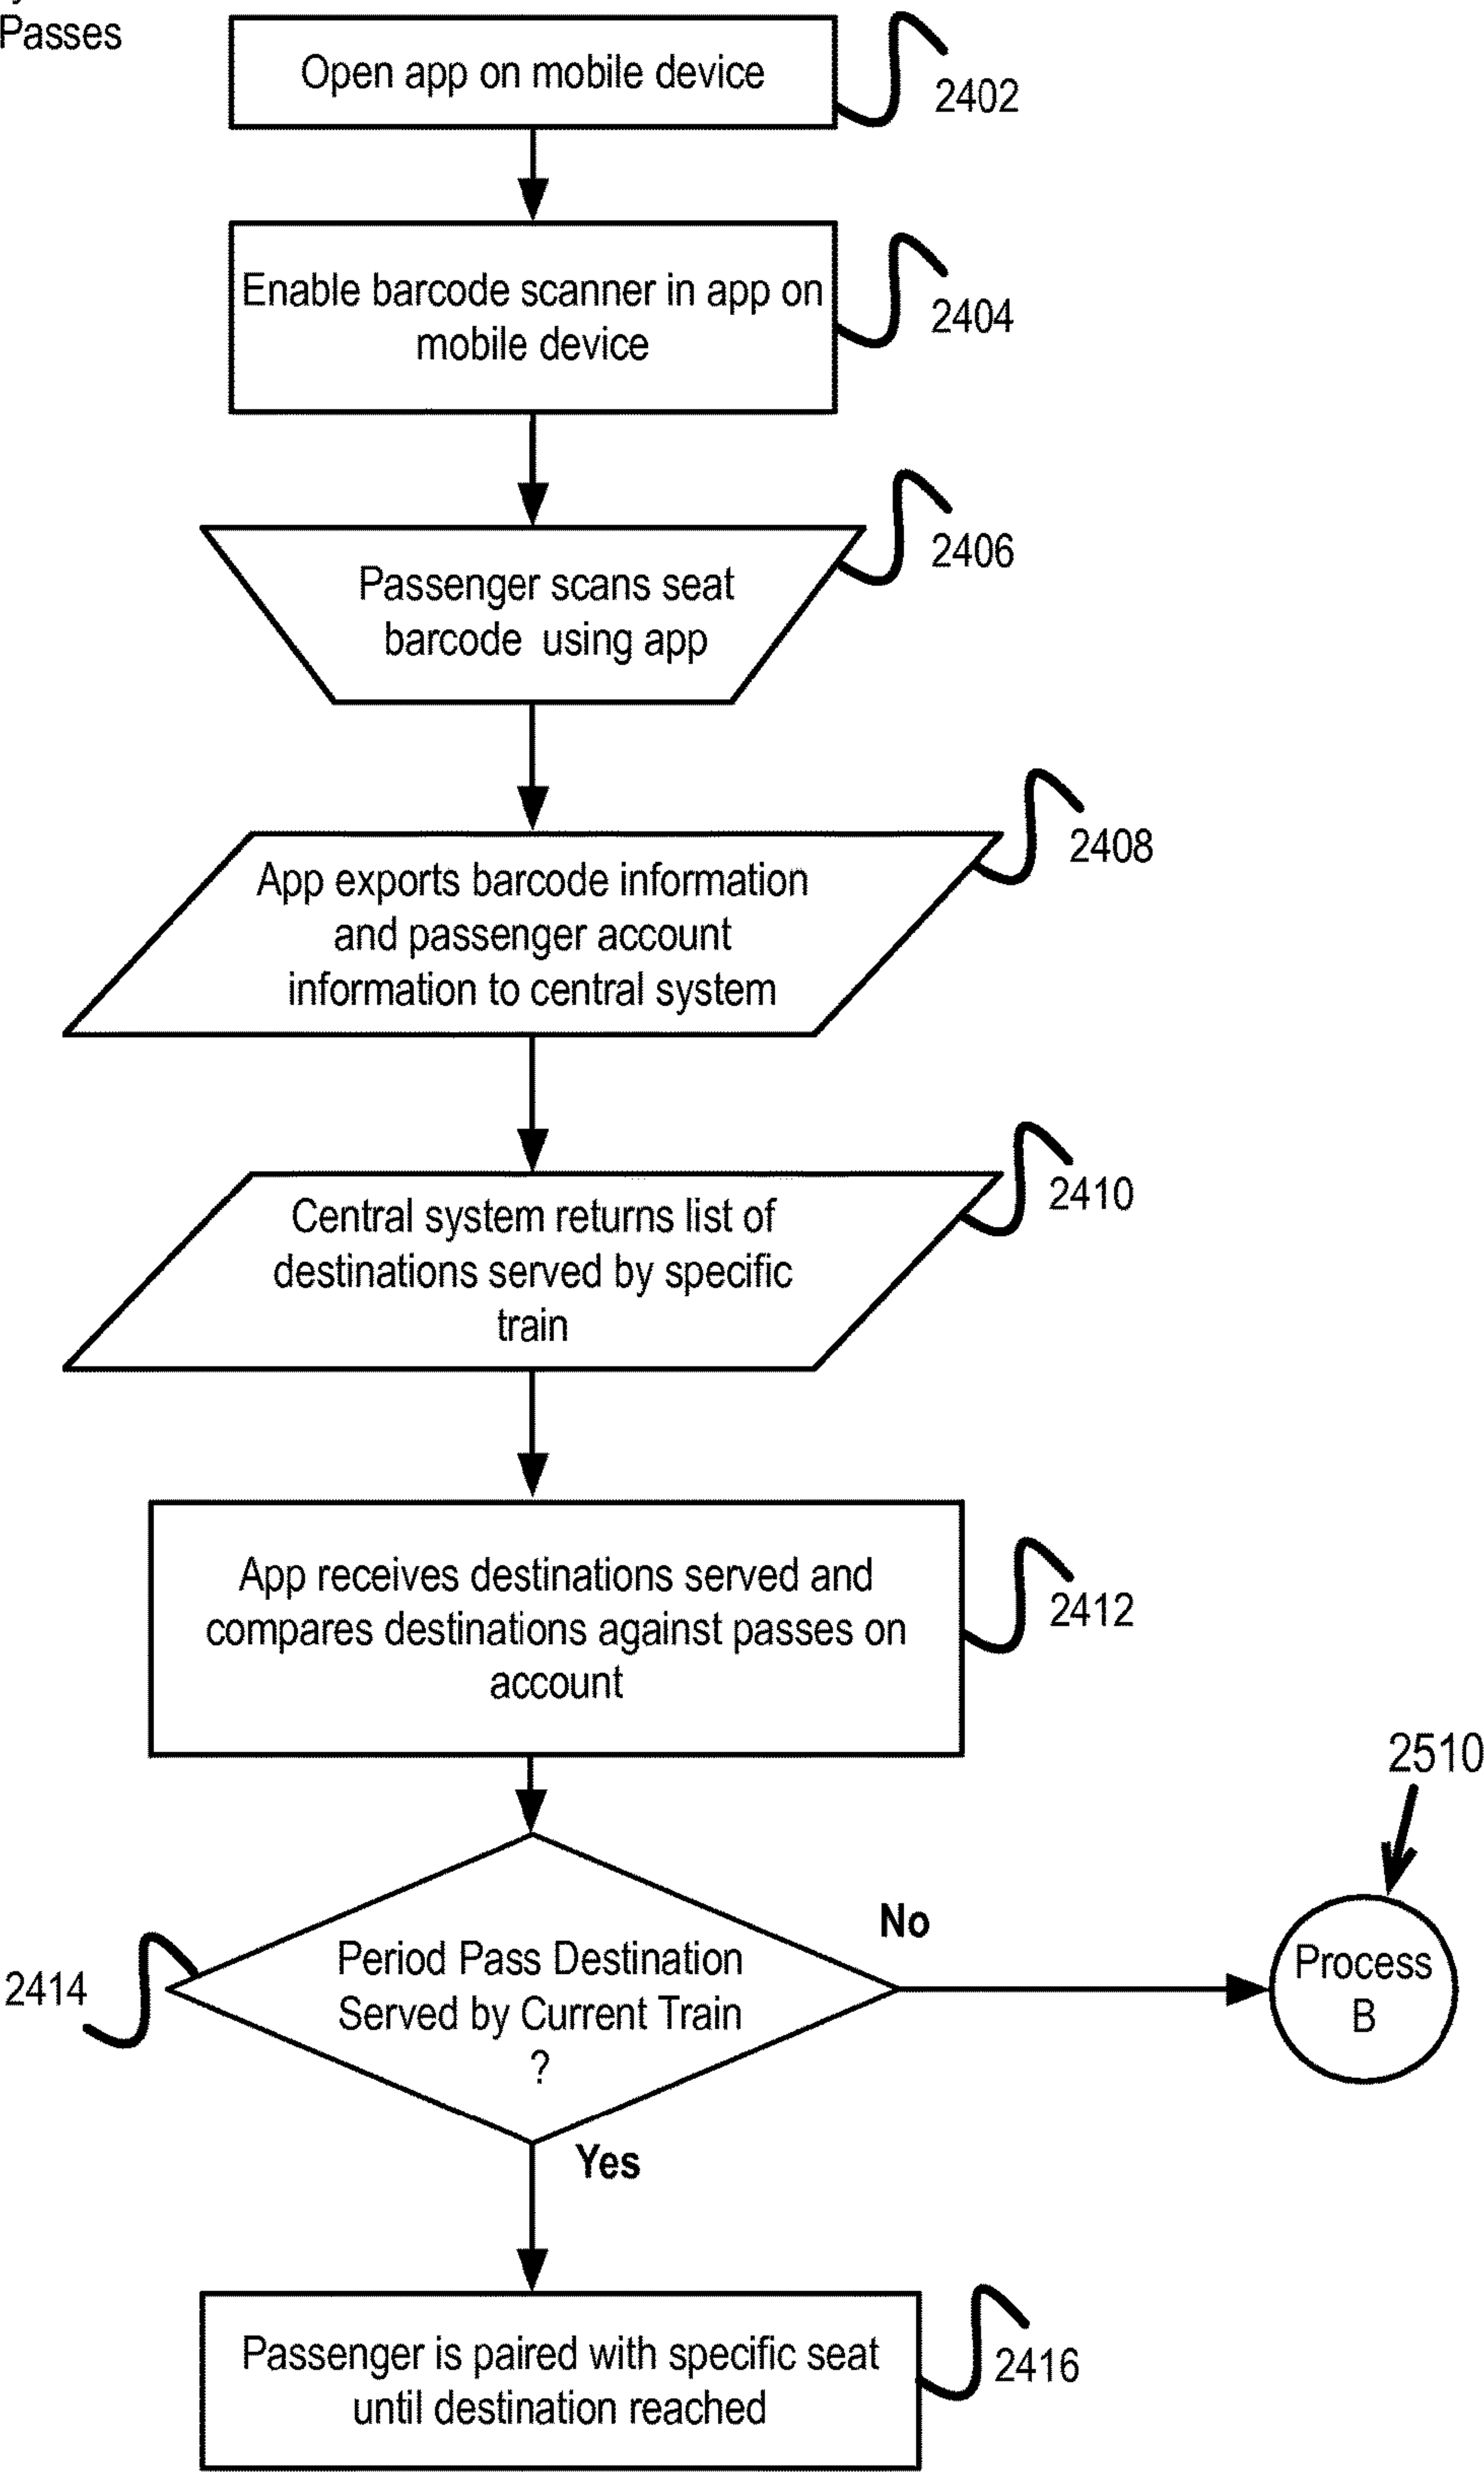 Passes
Open app on mobile device
2402
Enable barcode scanner in app on
mobile device
2404
Passenger scans seat
barcode using app
2406
App exports barcode information
and passenger account
information to central system
2408
Central system returns list of
destinations served by specific
train
2410
App receives destinations served and
compares destinations against passes on
account
2412
2510
Period Pass Destination
Served by Current Train
?
2414
No
Process
B
Yes
Passenger is paired with specific seat
until destination reached
2416